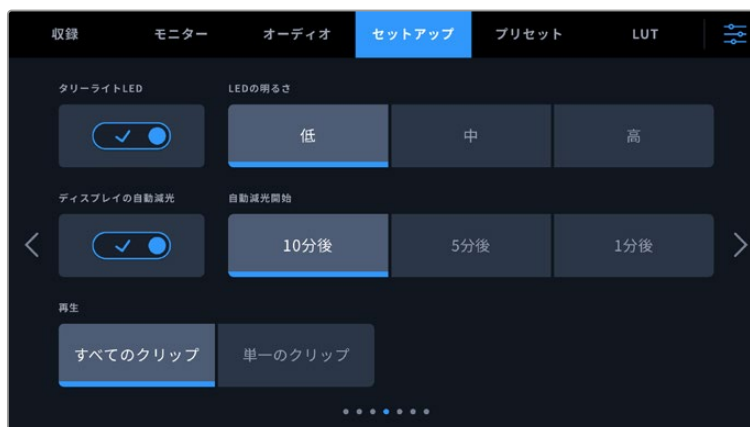 収録 モニター オーディオ セットアップ プリセット LUT
タリーライトLED LEDの明るさ
低 中 高
ディスプレイの自動減光 自動減光開始
10分後 5分後 1分後
再生
すべてのクリップ 単一のクリップ